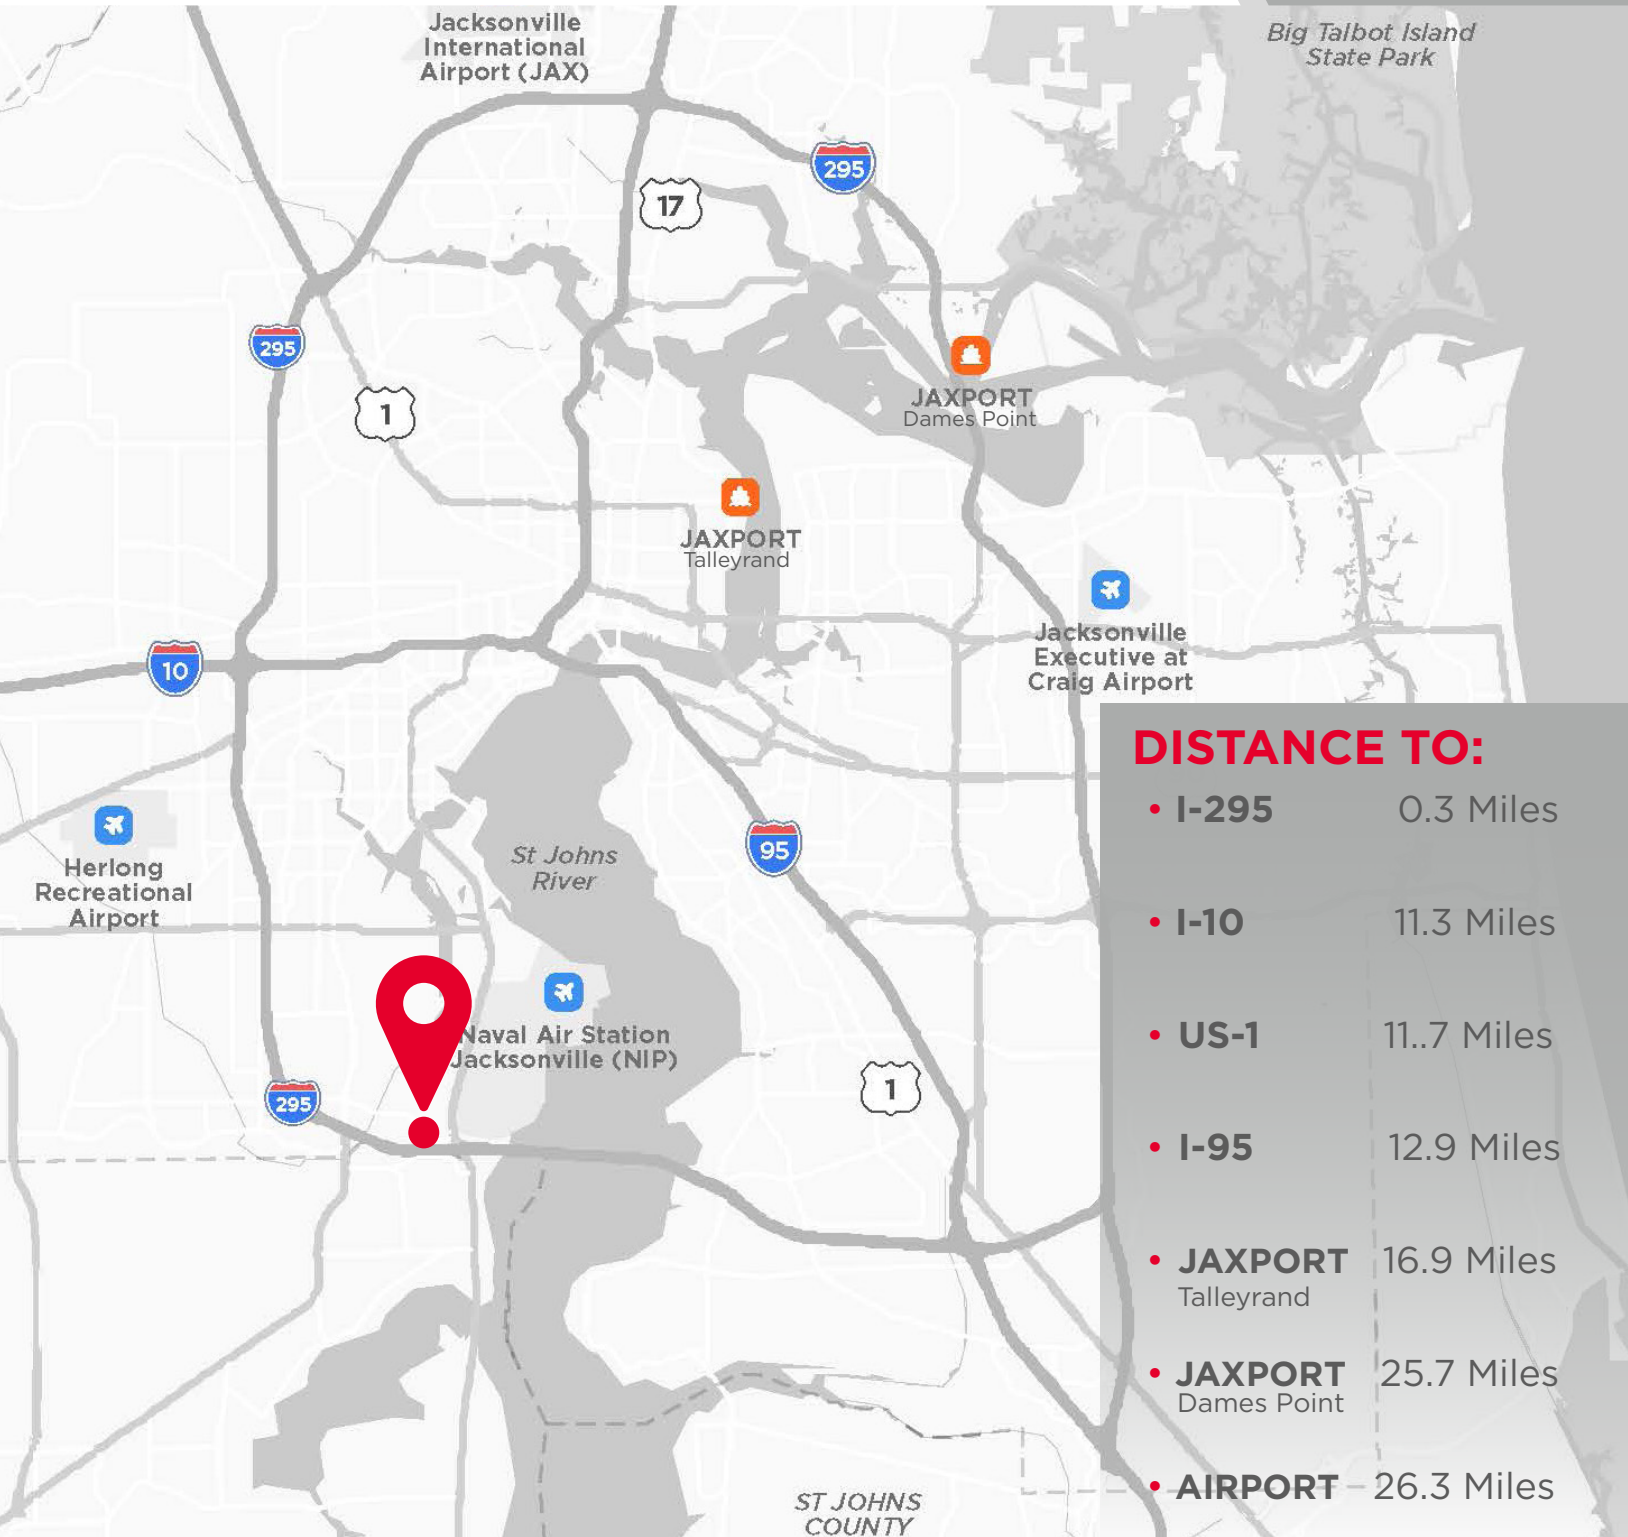 Jacksonville
International
Airport (JAX)
Big Talbot Island
State Park
295
17
295
1
JAXPORT
Dames Point
JAXPORT
Talleyrand
Jacksonville
Executive at
Craig Airport
10
Herlong
Recreational
Airport
St Johns
River
95
Naval Air Station
Jacksonville (NIP)
295
1
ST JOHNS
COUNTY
DISTANCE TO:
• I-295 0.3 Miles
• I-10 11.3 Miles
• US-1 11..7 Miles
• I-95 12.9 Miles
• JAXPORT 16.9 Miles
Talleyrand
• JAXPORT 25.7 Miles
Dames Point
• AIRPORT 26.3 Miles